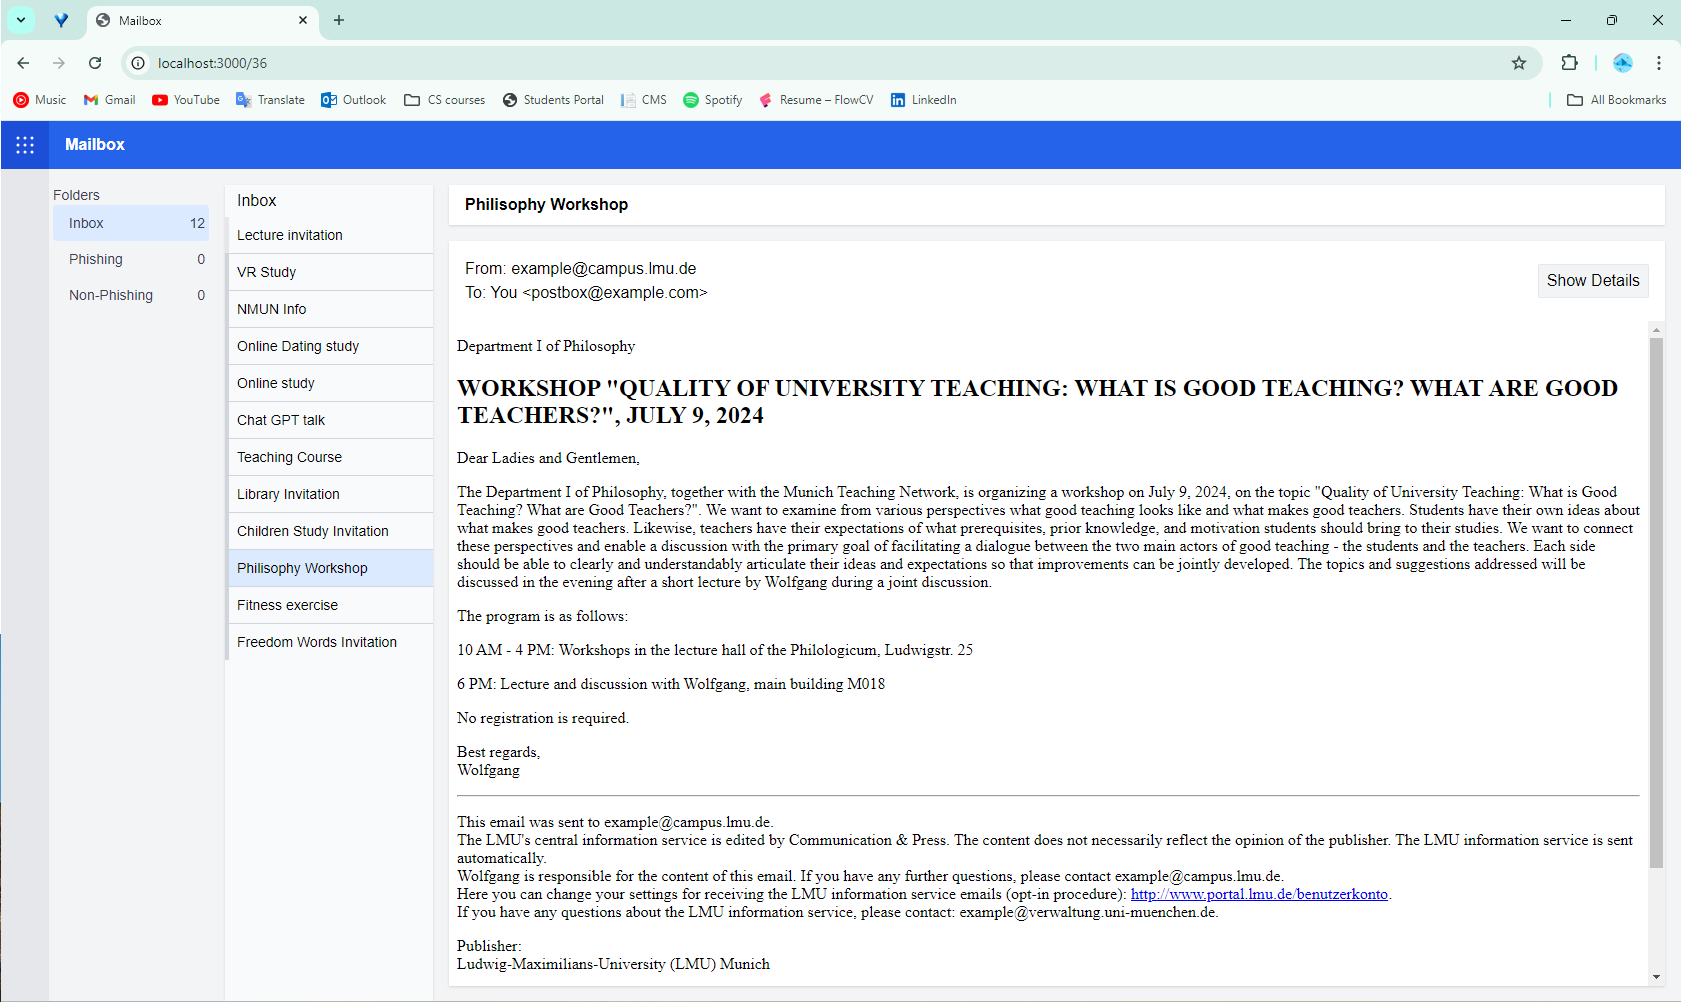 Mailbox
localhost:3000/36
Music Gmail YouTube Translate Outlook CS courses Students Portal CMS Spotify Resume – FlowCV LinkedIn All Bookmarks
Mailbox
Folders
Inbox 12
Phishing 0
Non-Phishing 0
Inbox
Lecture invitation
VR Study
NMUN Info
Online Dating study
Online study
Chat GPT talk
Teaching Course
Library Invitation
Children Study Invitation
Philisophy Workshop
Fitness exercise
Freedom Words Invitation
Philisophy Workshop
From: example@campus.lmu.de
To: You <postbox@example.com>
Show Details
Department I of Philosophy
WORKSHOP "QUALITY OF UNIVERSITY TEACHING: WHAT IS GOOD TEACHING? WHAT ARE GOOD
TEACHERS?", JULY 9, 2024
Dear Ladies and Gentlemen,
The Department I of Philosophy, together with the Munich Teaching Network, is organizing a workshop on July 9, 2024, on the topic "Quality of University Teaching: What is Good
Teaching? What are Good Teachers?". We want to examine from various perspectives what good teaching looks like and what makes good teachers. Students have their own ideas about
what makes good teachers. Likewise, teachers have their expectations of what prerequisites, prior knowledge, and motivation students should bring to their studies. We want to connect
these perspectives and enable a discussion with the primary goal of facilitating a dialogue between the two main actors of good teaching - the students and the teachers. Each side
should be able to clearly and understandably articulate their ideas and expectations so that improvements can be jointly developed. The topics and suggestions addressed will be
discussed in the evening after a short lecture by Wolfgang during a joint discussion.
The program is as follows:
10 AM - 4 PM: Workshops in the lecture hall of the Philologicum, Ludwigstr. 25
6 PM: Lecture and discussion with Wolfgang, main building M018
No registration is required.
Best regards,
Wolfgang
This email was sent to example@campus.lmu.de.
The LMU's central information service is edited by Communication & Press. The content does not necessarily reflect the opinion of the publisher. The LMU information service is sent
automatically.
Wolfgang is responsible for the content of this email. If you have any further questions, please contact example@campus.lmu.de.
Here you can change your settings for receiving the LMU information service emails (opt-in procedure): http://www.portal.lmu.de/benutzerkonto.
If you have any questions about the LMU information service, please contact: example@verwaltung.uni-muenchen.de.
Publisher:
Ludwig-Maximilians-University (LMU) Munich